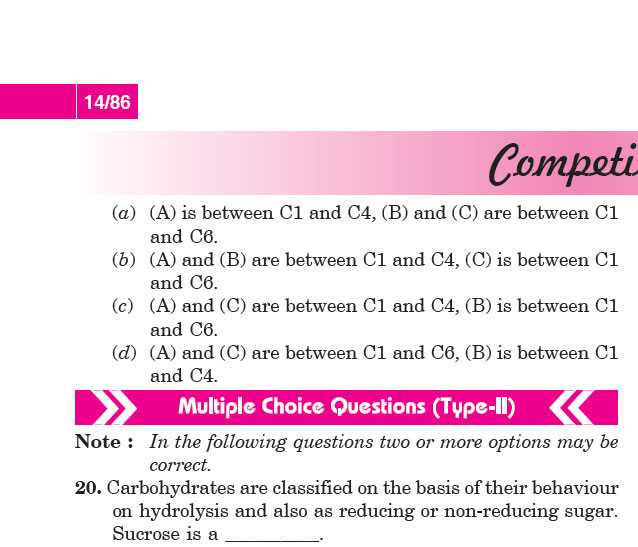 14/86
Competi
(a) (A) is between C1 and C4, (B) and (C) are between C1
and C6.
(b) (A) and (B) are between C1 and C4, (C) is between C1
and C6.
(c) (A) and (C) are between C1 and C4, (B) is between C1
and C6.
(d) (A) and (C) are between C1 and C6, (B) is between C1
and C4.
Multiple Choice Questions (Type-II)
Note : In the following questions two or more options may be
correct.
20. Carbohydrates are classified on the basis of their behaviour
on hydrolysis and also as reducing or non-reducing sugar.
Sucrose is a __________.